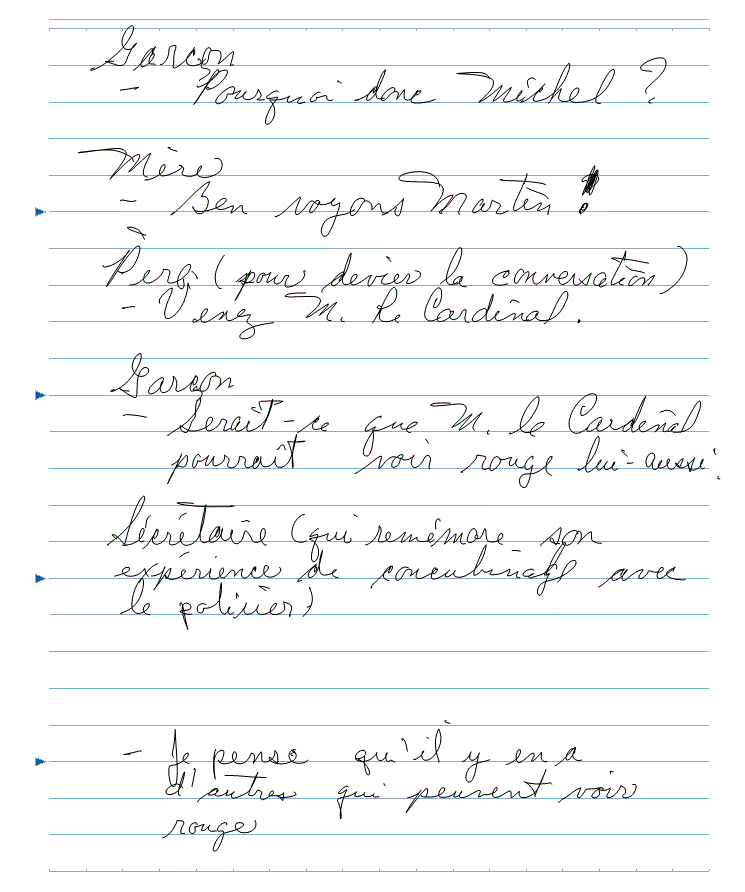 Garçon
- Pourquoi donc Michel ?
Mère
- Ben voyons Martin !
Père (pour dévier la conversation)
- Venez M. Le Cardinal.
Garçon
- Serait-ce que M. le Cardinal
pourrait voir rouge lui-aussi
Sécrétaire (qui remémore son
expérience de concubinage avec
le policier)
- Je pense qu'il y en a
d'autres qui peuvent voir
rouge